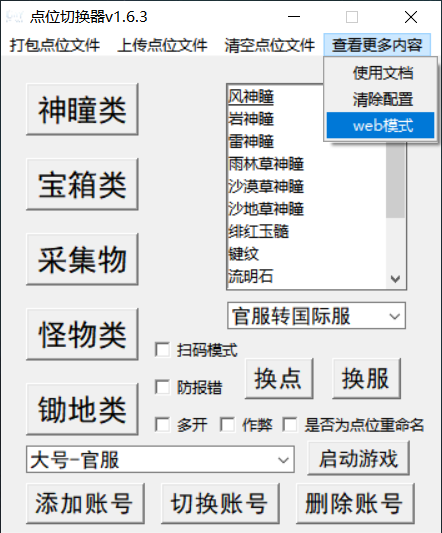 点位切换器v1.6.3
打包点位文件 上传点位文件 清空点位文件 查看更多内容
使用文档
清除配置
web模式
神瞳类
宝箱类
采集物
怪物类
锄地类
风神瞳
岩神瞳
雷神瞳
雨林草神瞳
沙漠草神瞳
沙地草神瞳
绯红玉髓
键纹
流明石
官服转国际服
扫码模式
防报错
换点 换服
多开 作弊 是否为点位重命名
大号-官服 启动游戏
添加账号 切换账号 删除账号